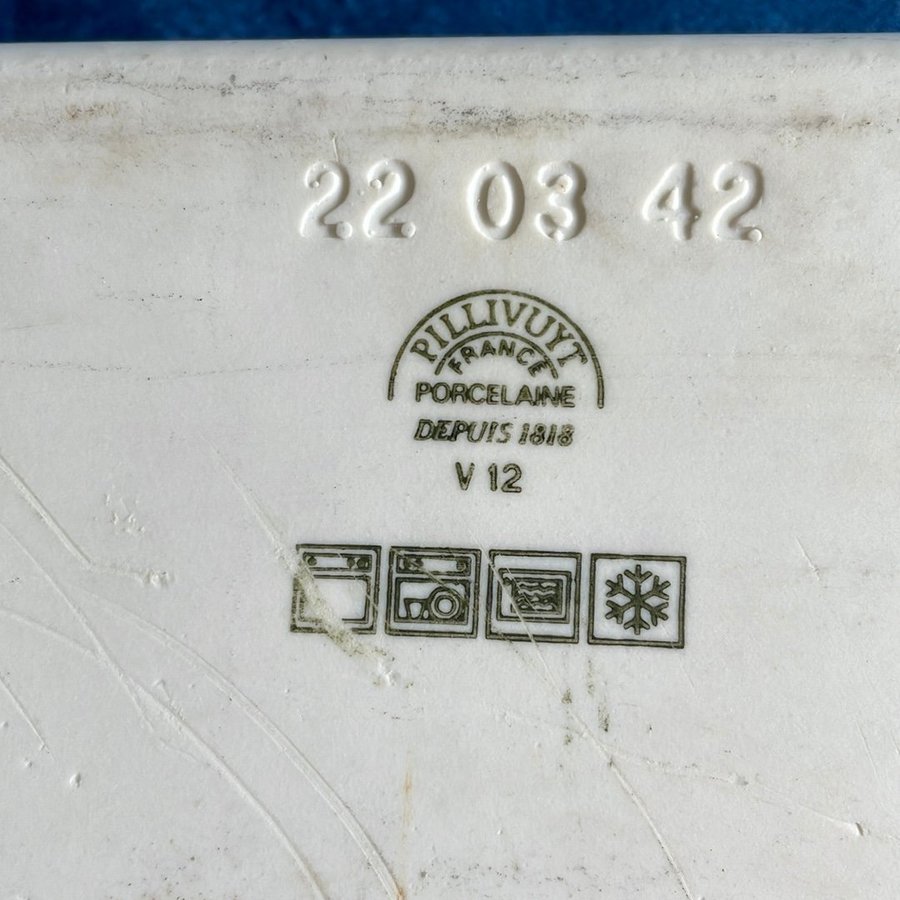 22 03 42
PILLIVUYT
FRANCE
PORCELAINE
DEPUIS 1818
V 12